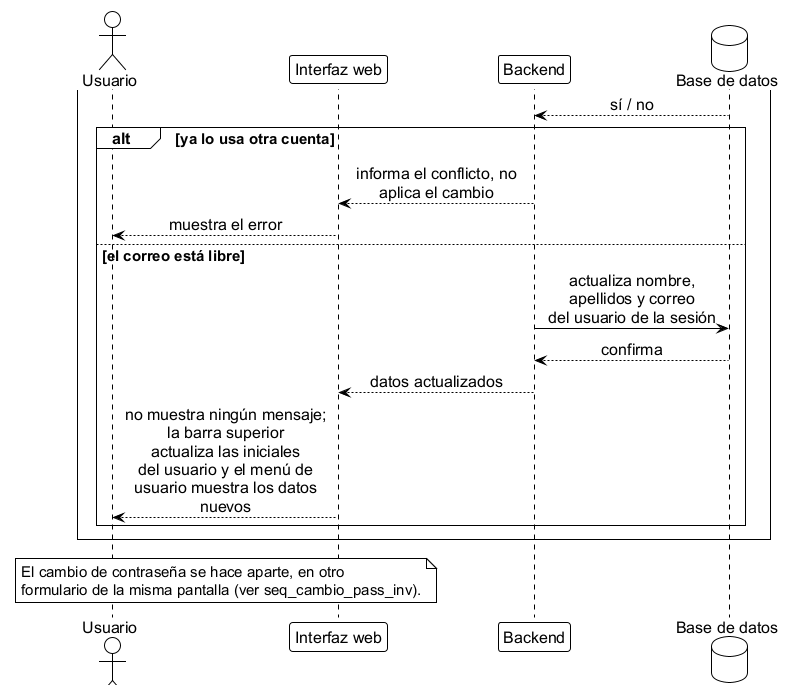 Usuario
Interfaz web
Backend
Base de datos
sí / no
alt
[ya lo usa otra cuenta]
informa el conflicto, no
aplica el cambio
muestra el error
[el correo está libre]
actualiza nombre,
apellidos y correo
del usuario de la sesión
confirma
datos actualizados
no muestra ningún mensaje;
la barra superior
actualiza las iniciales
del usuario y el menú de
usuario muestra los datos
nuevos
El cambio de contraseña se hace aparte, en otro
formulario de la misma pantalla (ver seq_cambio_pass_inv).
Usuario
Interfaz web
Backend
Base de datos